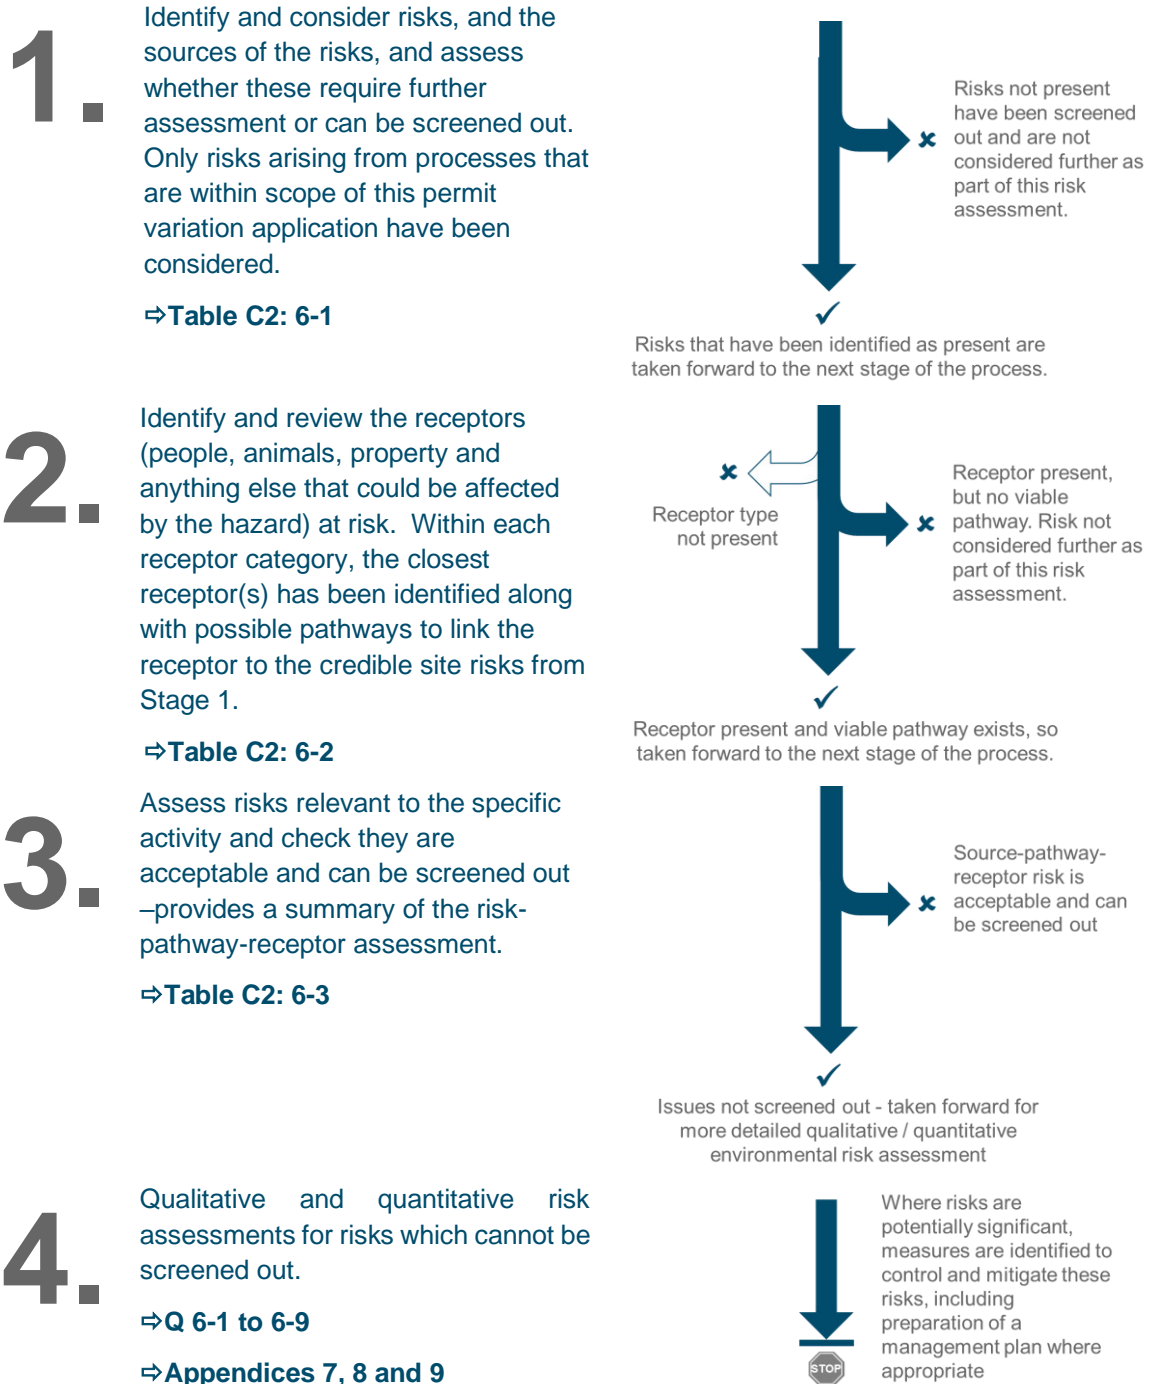 1.
Identify and consider risks, and the
sources of the risks, and assess
whether these require further
assessment or can be screened out.
Only risks arising from processes that
are within scope of this permit
variation application have been
considered.
⇨Table C2: 6-1
Risks not present
have been screened
✘ out and are not
considered further as
part of this risk
assessment.
✓
Risks that have been identified as present are
taken forward to the next stage of the process.
2.
Identify and review the receptors
(people, animals, property and
anything else that could be affected
by the hazard) at risk.  Within each
receptor category, the closest
receptor(s) has been identified along
with possible pathways to link the
receptor to the credible site risks from
Stage 1.
⇨Table C2: 6-2
✘
Receptor type
not present
Receptor present,
but no viable
✘ pathway. Risk not
considered further as
part of this risk
assessment.
✓
Receptor present and viable pathway exists, so
taken forward to the next stage of the process.
3.
Assess risks relevant to the specific
activity and check they are
acceptable and can be screened out
–provides a summary of the risk-
pathway-receptor assessment.
⇨Table C2: 6-3
Source-pathway-
receptor risk is
✘ acceptable and can
be screened out
✓
Issues not screened out - taken forward for
more detailed qualitative / quantitative
environmental risk assessment
4.
Qualitative and quantitative risk
assessments for risks which cannot be
screened out.
⇨Q 6-1 to 6-9
⇨Appendices 7, 8 and 9
Where risks are
potentially significant,
measures are identified to
control and mitigate these
risks, including
preparation of a
management plan where
appropriate
STOP